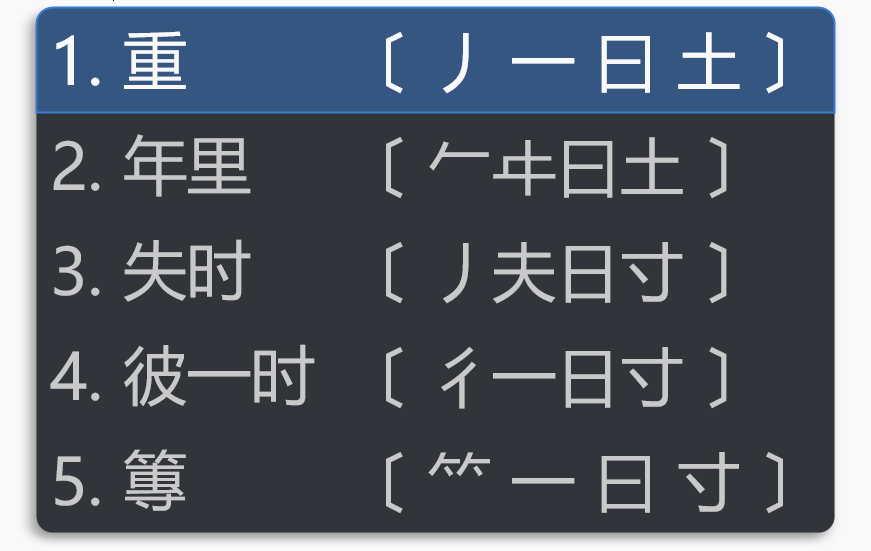 1. 重 〔 丿 一 日 土 〕
2. 年里 〔 𠂉㐄日土 〕
3. 失时 〔 丿夫日寸 〕
4. 彼一时 〔 彳一日寸 〕
5. 篿 〔 𥫗 一 日 寸 〕